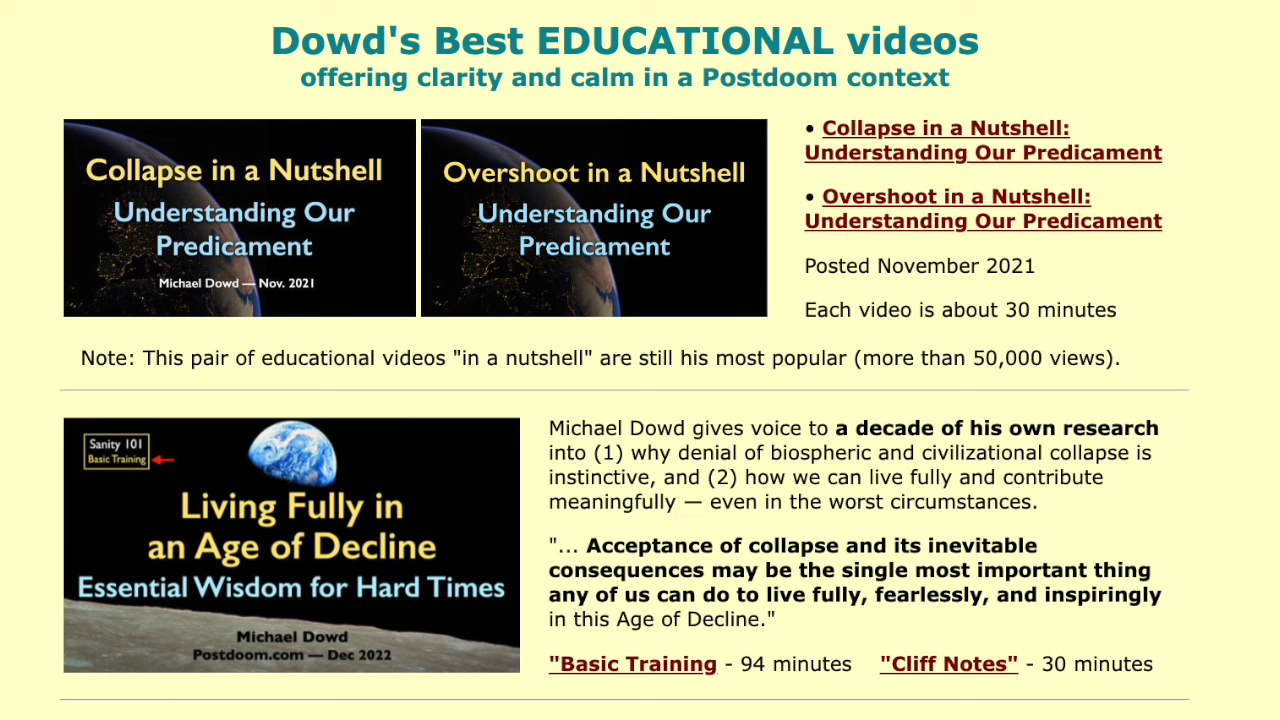 Dowd's Best EDUCATIONAL videos
offering clarity and calm in a Postdoom context
Collapse in a Nutshell
Understanding Our
Predicament
Michael Dowd — Nov. 2021
Overshoot in a Nutshell
Understanding Our
Predicament
• Collapse in a Nutshell:
Understanding Our Predicament
• Overshoot in a Nutshell:
Understanding Our Predicament
Posted November 2021
Each video is about 30 minutes
Note: This pair of educational videos "in a nutshell" are still his most popular (more than 50,000 views).
Sanity 101
Basic Training
Living Fully in
an Age of Decline
Essential Wisdom for Hard Times
Michael Dowd
Postdoom.com — Dec 2022
Michael Dowd gives voice to a decade of his own research
into (1) why denial of biospheric and civilizational collapse is
instinctive, and (2) how we can live fully and contribute
meaningfully — even in the worst circumstances.
"... Acceptance of collapse and its inevitable
consequences may be the single most important thing
any of us can do to live fully, fearlessly, and inspiringly
in this Age of Decline."
"Basic Training - 94 minutes "Cliff Notes" - 30 minutes